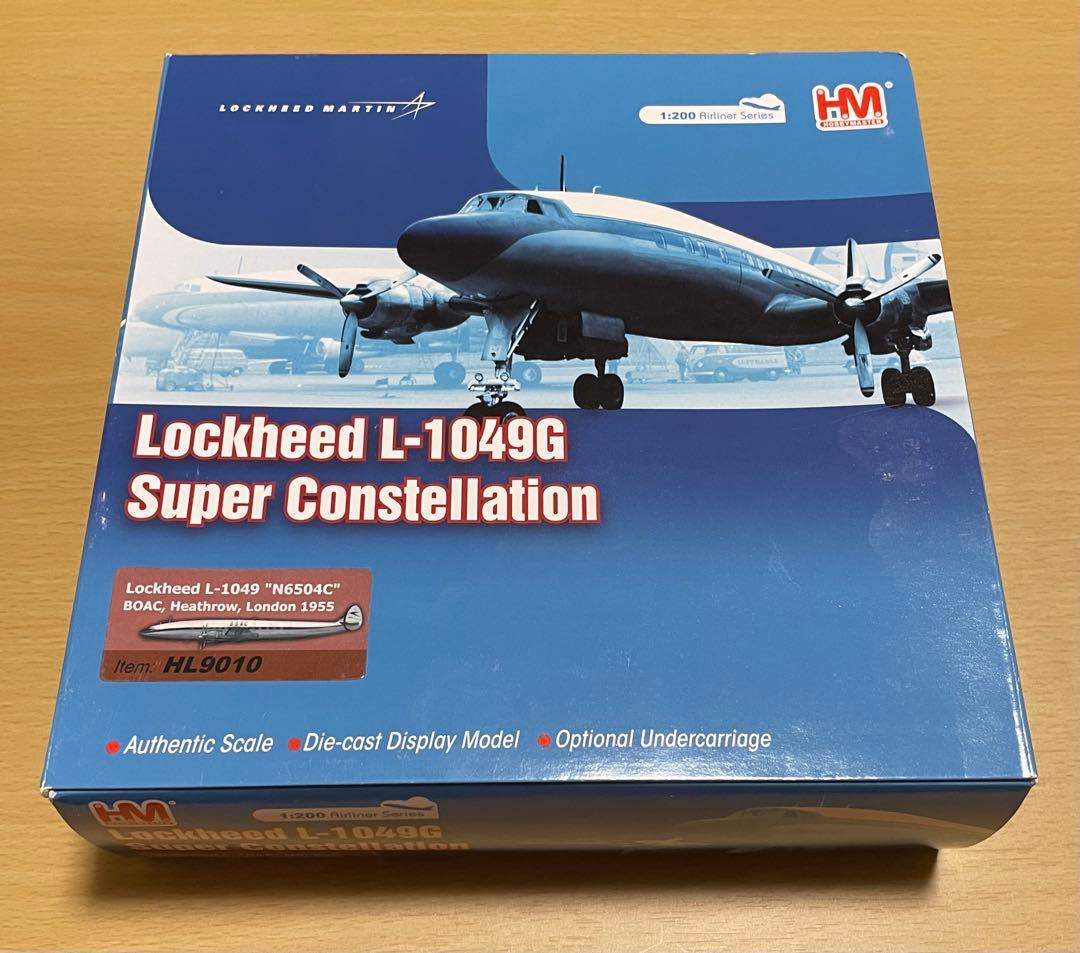 LOCKHEED MARTIN
1:200 Airliner Series
HM
HOBBYMASTER
Lockheed L-1049G
Super Constellation
Lockheed L-1049 "N6504C"
BOAC, Heathrow, London 1955
BOAC
Item: HL9010
Authentic Scale
Die-cast Display Model
Optional Undercarriage
HM
1:200 Airliner Series
Lockheed L-1049G
Super Constellation